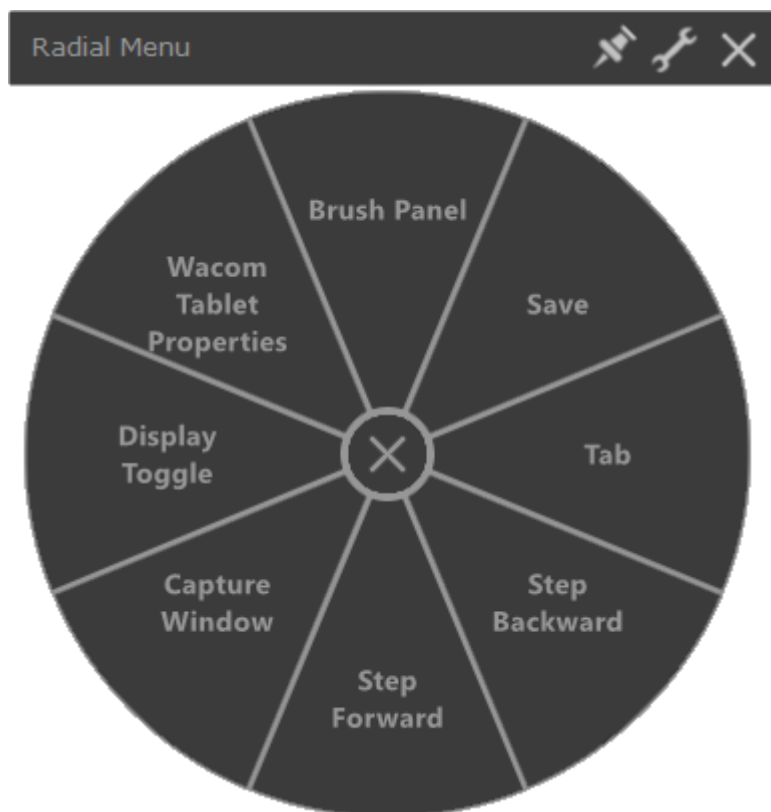 Radial Menu
Brush Panel
Save
Tab
Step
Backward
Step
Forward
Capture
Window
Display
Toggle
Wacom
Tablet
Properties